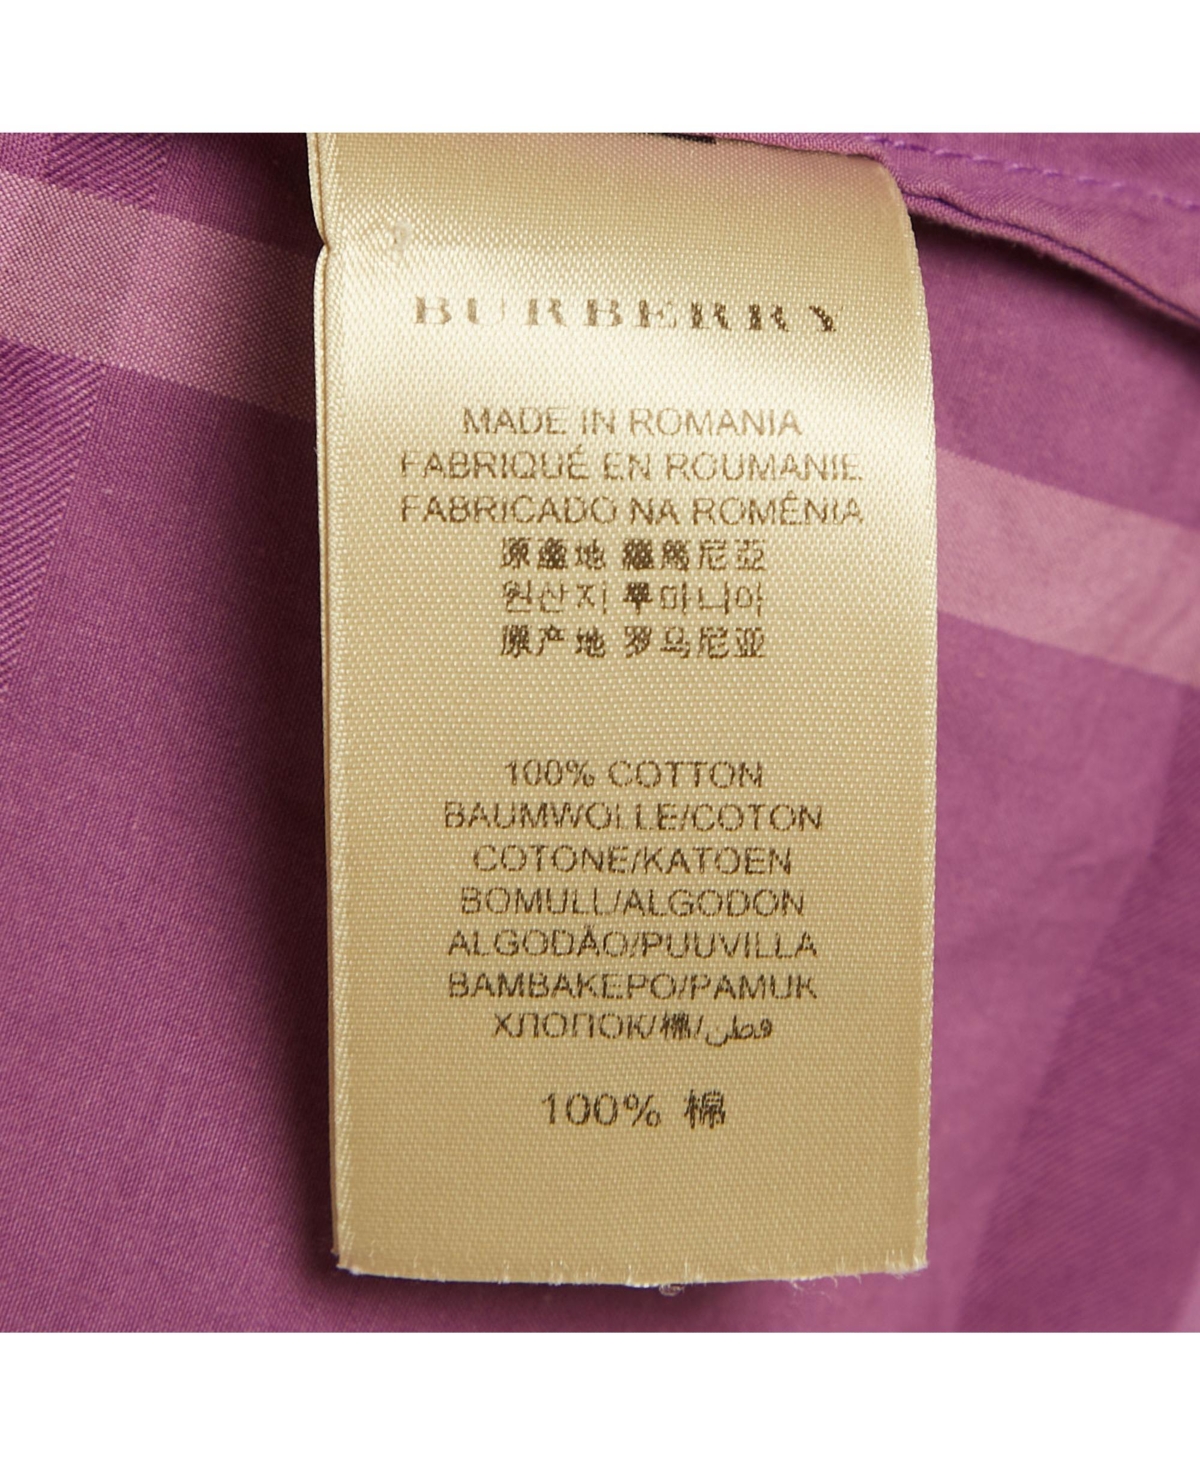 BURBERRY
MADE IN ROMANIA
FABRIQUÉ EN ROUMANIE
FABRICADO NA ROMÊNIA
原產地 羅馬尼亞
원산지 루마니아
原产地 罗马尼亚
100% COTTON
BAUMWOLLE/COTON
COTONE/KATOEN
BOMULL/ALGODON
ALGODÃO/PUUVILLA
BAMBAKEPO/PAMUK
ХЛОПОК/棉/قطن
100% 棉